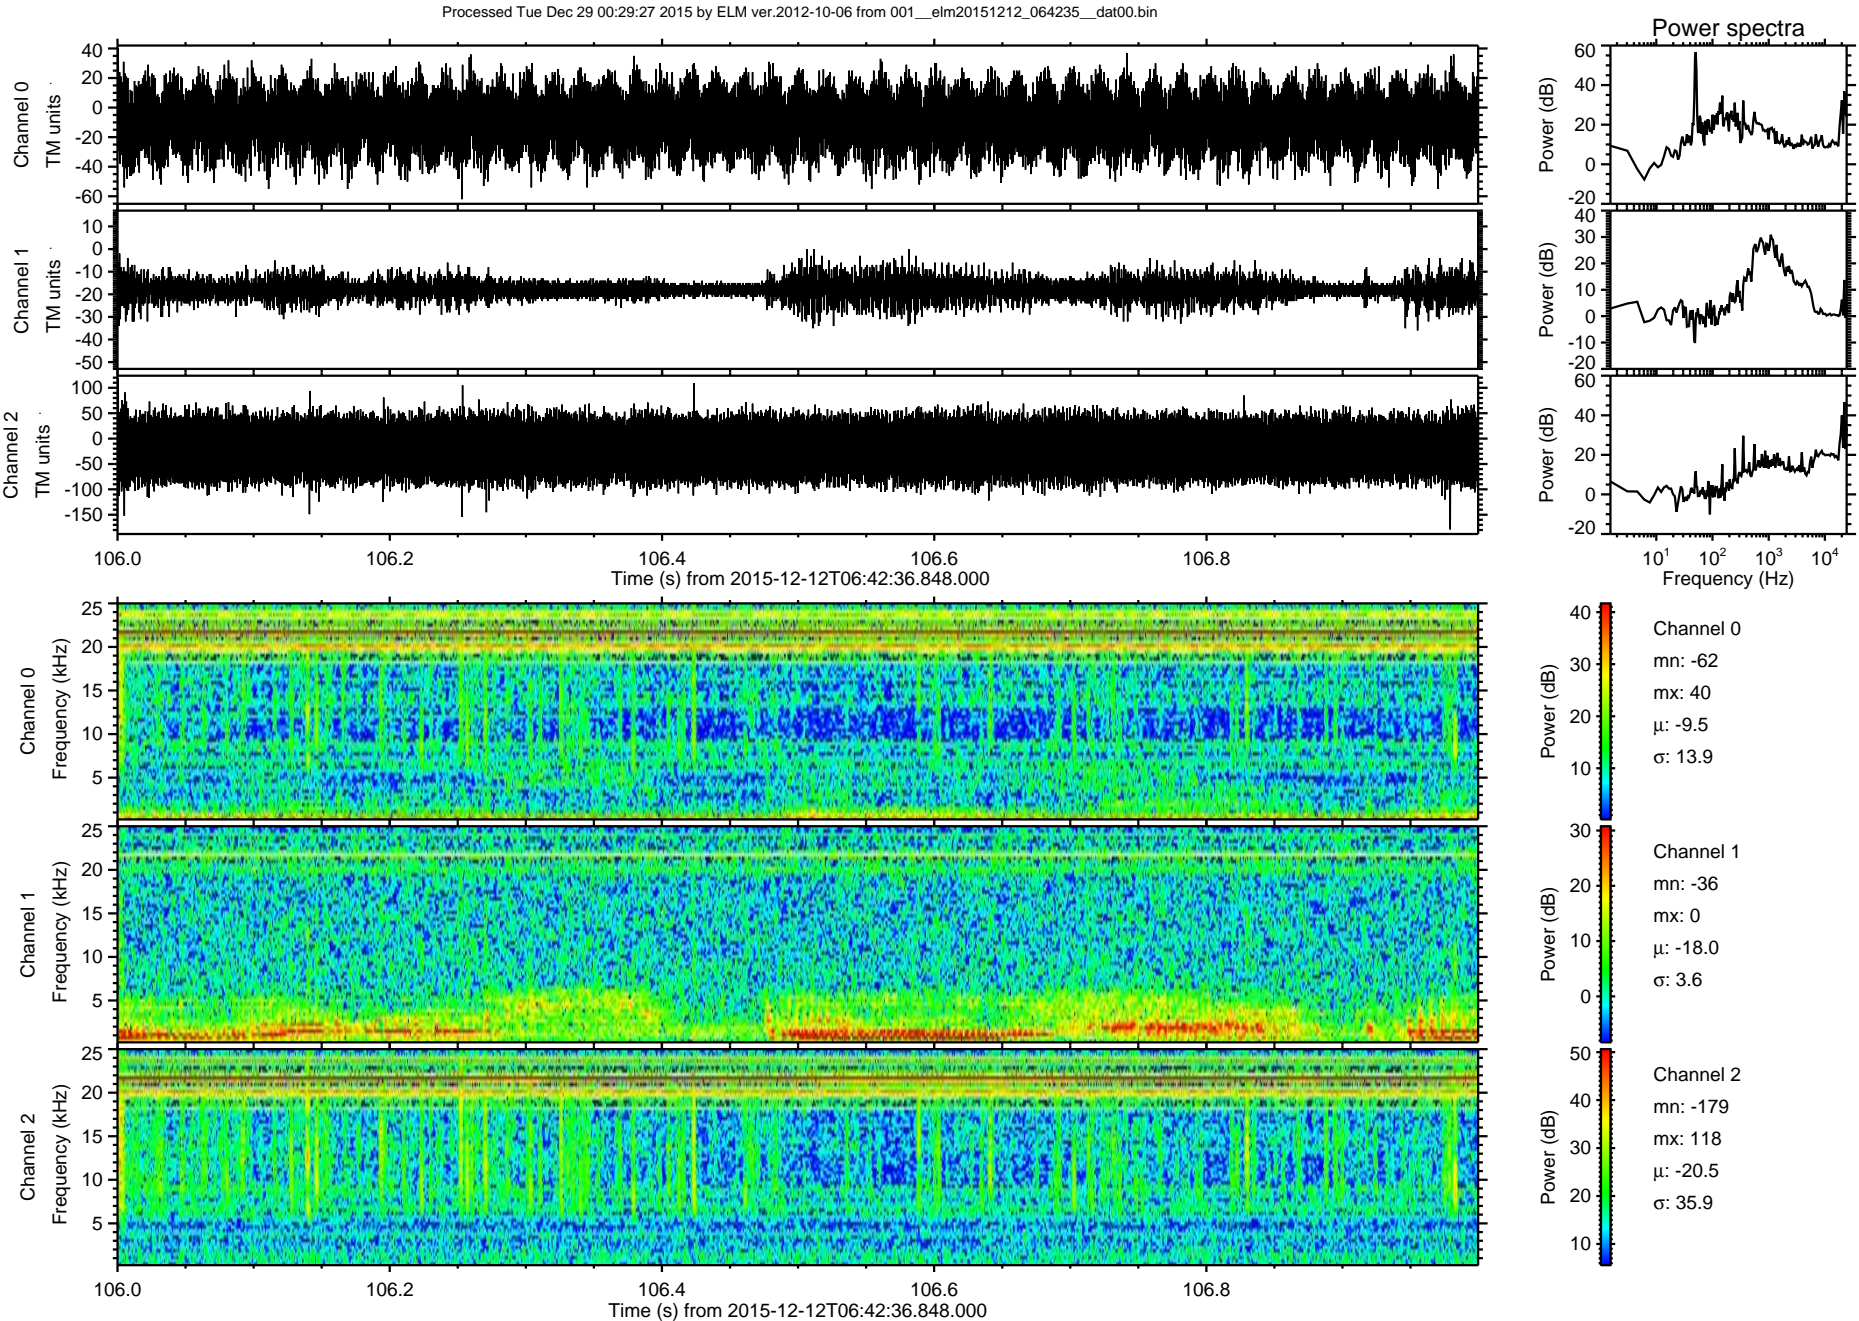 Processed Tue Dec 29 00:29:27 2015 by ELM ver.2012-10-06 from 001__elm20151212_064235__dat00.bin
Power spectra
Channel 0
TM units
40
20
0
-20
-40
-60
Power (dB)
60
40
20
0
-20
Channel 1
TM units
10
0
-10
-20
-30
-40
-50
Power (dB)
40
30
20
10
0
-10
-20
Channel 2
TM units
100
50
0
-50
-100
-150
Power (dB)
60
40
20
0
-20
106.0 106.2 106.4 106.6 106.8
Time (s) from 2015-12-12T06:42:36.848.000
10^1 10^2 10^3 10^4
Frequency (Hz)
Channel 0
Frequency (kHz)
25
20
15
10
5
Power (dB)
40
30
20
10
Channel 0
mn: -62
mx: 40
μ: -9.5
σ: 13.9
Channel 1
Frequency (kHz)
25
20
15
10
5
Power (dB)
30
20
10
0
Channel 1
mn: -36
mx: 0
μ: -18.0
σ: 3.6
Channel 2
Frequency (kHz)
25
20
15
10
5
Power (dB)
50
40
30
20
10
Channel 2
mn: -179
mx: 118
μ: -20.5
σ: 35.9
106.0 106.2 106.4 106.6 106.8
Time (s) from 2015-12-12T06:42:36.848.000